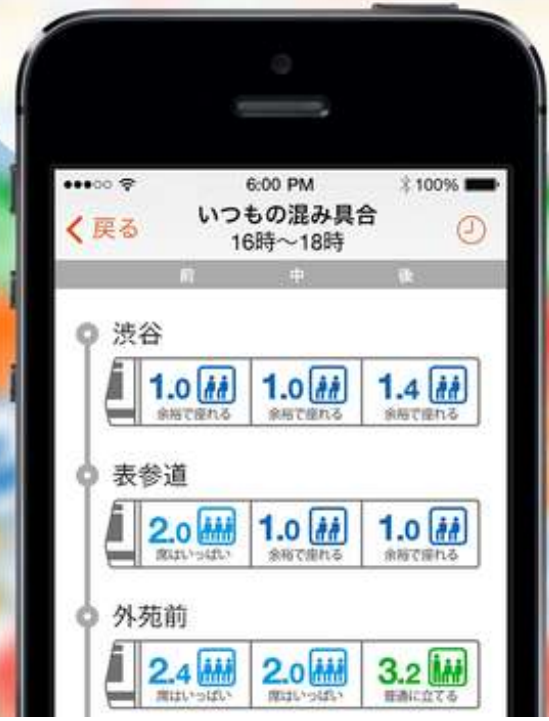 6:00 PM
100%
戻る
いつもの混み具合
16時～18時
前 中 後
渋谷
1.0 1.0 1.4
余裕で座れる 余裕で座れる 余裕で座れる
表参道
2.0 1.0 1.0
席はいっぱい 余裕で座れる 余裕で座れる
外苑前
2.4 2.0 3.2
席はいっぱい 席はいっぱい 普通に立てる